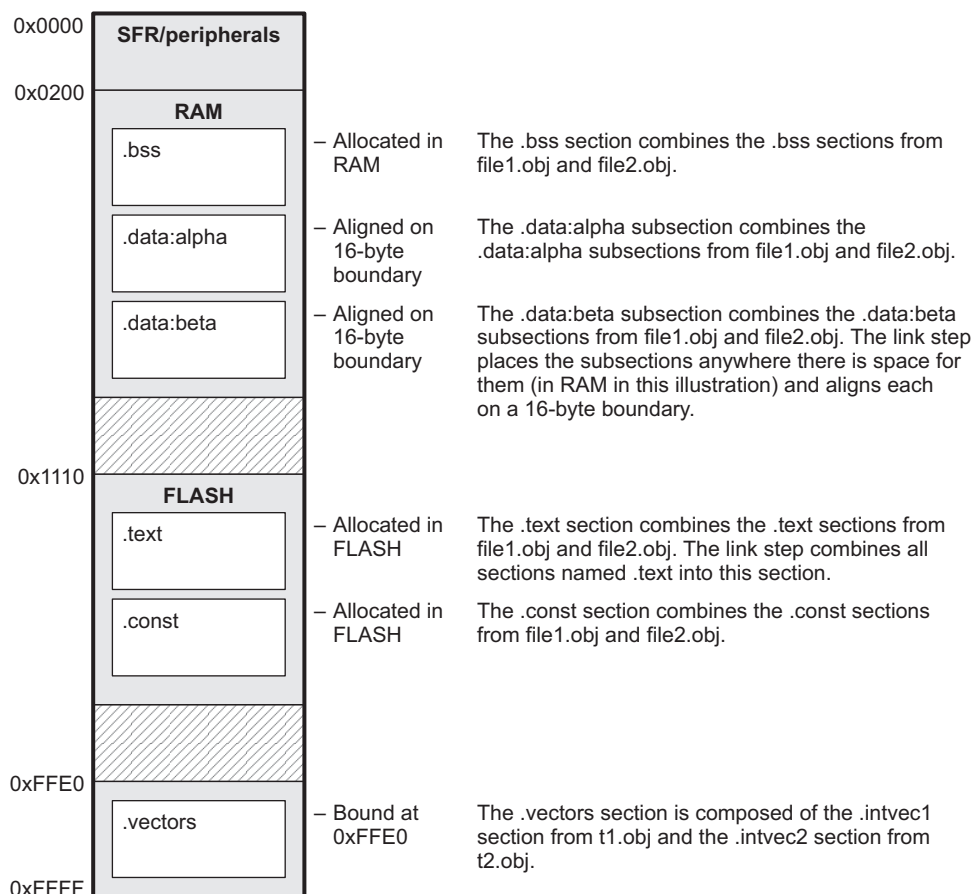 0x0000
SFR/peripherals
0x0200
RAM
.bss
– Allocated in
RAM
The .bss section combines the .bss sections from
file1.obj and file2.obj.
.data:alpha
– Aligned on
16-byte
boundary
The .data:alpha subsection combines the
.data:alpha subsections from file1.obj and file2.obj.
.data:beta
– Aligned on
16-byte
boundary
The .data:beta subsection combines the .data:beta
subsections from file1.obj and file2.obj. The link step
places the subsections anywhere there is space for
them (in RAM in this illustration) and aligns each
on a 16-byte boundary.
0x1110
FLASH
.text
– Allocated in
FLASH
The .text section combines the .text sections from
file1.obj and file2.obj. The link step combines all
sections named .text into this section.
.const
– Allocated in
FLASH
The .const section combines the .const sections
from file1.obj and file2.obj.
0xFFE0
.vectors
– Bound at
0xFFE0
The .vectors section is composed of the .intvec1
section from t1.obj and the .intvec2 section from
t2.obj.
0xFFFF